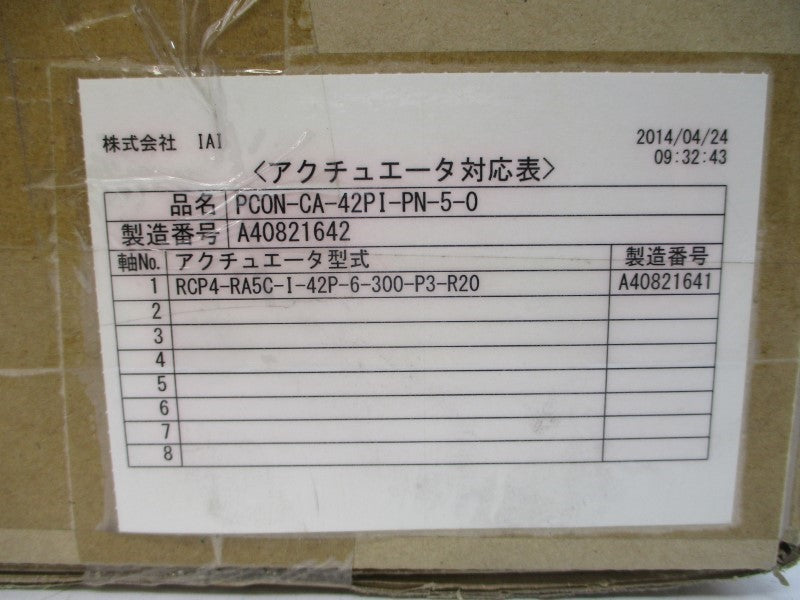 株式会社 IAI
2014/04/24
09:32:43
<アクチュエータ対応表>
品名 PCON-CA-42PI-PN-5-0
製造番号 A40821642
軸No. アクチュエータ型式 製造番号
1 RCP4-RA5C-I-42P-6-300-P3-R20 A40821641
2
3
4
5
6
7
8